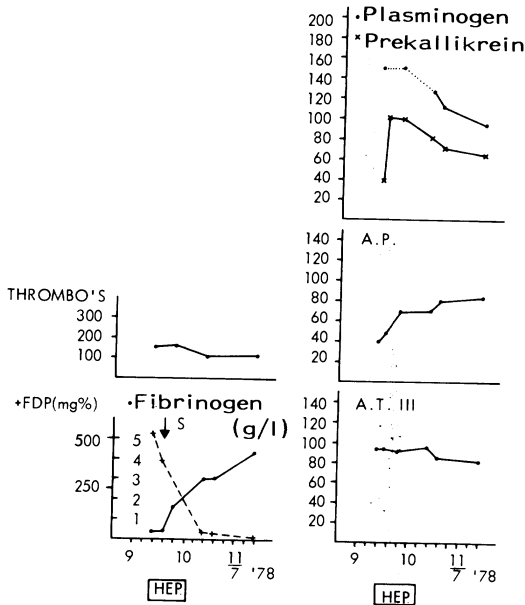 •Plasminogen
×Prekallikrein
200
180
160
140
120
100
80
60
40
20
A.P.
140
120
100
80
60
40
20
THROMBO'S
300
200
100
+FDP(mg%)
•Fibrinogen
(g/l)
S
500
250
5
4
3
2
1
9 10 11/7 '78
HEP.
A.T. III
140
120
100
80
60
40
20
9 10 11/7 '78
HEP